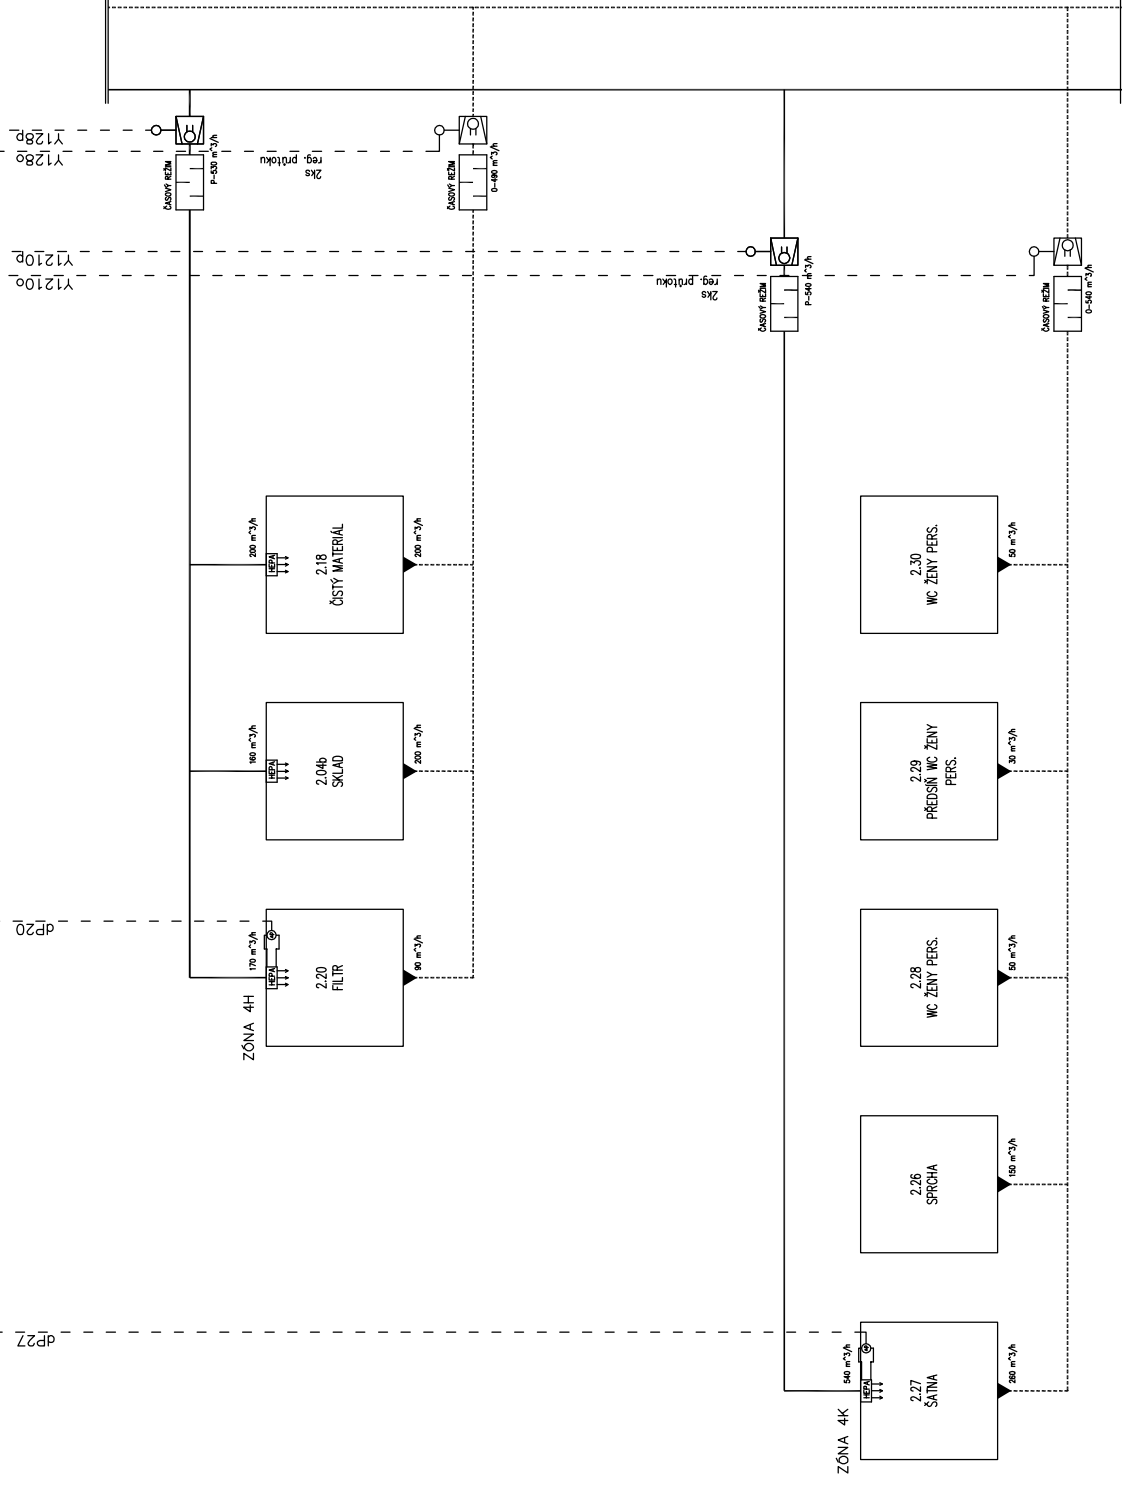 Y128p
Y128o
ČASOVÝ REŽIM
P-530 m^3/h
2ks
reg. průtoku
ČASOVÝ REŽIM
O-490 m^3/h
Y1210p
Y1210o
2ks
reg. průtoku
ČASOVÝ REŽIM
P-540 m^3/h
ČASOVÝ REŽIM
O-540 m^3/h
200 m^3/h
HEPA
2.18
ČISTÝ MATERIÁL
200 m^3/h
2.30
WC ŽENY PERS.
50 m^3/h
160 m^3/h
HEPA
2.04b
SKLAD
200 m^3/h
2.29
PŘEDSÍŇ WC ŽENY
PERS.
30 m^3/h
dP20
ZÓNA 4H
170 m^3/h
HEPA
2.20
FILTR
90 m^3/h
2.28
WC ŽENY PERS.
50 m^3/h
2.26
SPRCHA
150 m^3/h
dP27
ZÓNA 4K
540 m^3/h
HEPA
2.27
ŠATNA
260 m^3/h